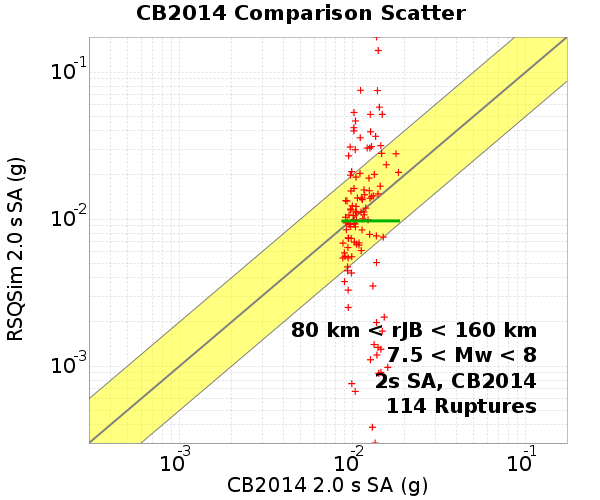 CB2014 Comparison Scatter
RSQSim 2.0 s SA (g)
10^-1
10^-2
10^-3
80 km < rJB < 160 km
7.5 < Mw < 8
2s SA, CB2014
114 Ruptures
10^-3 10^-2 10^-1
CB2014 2.0 s SA (g)